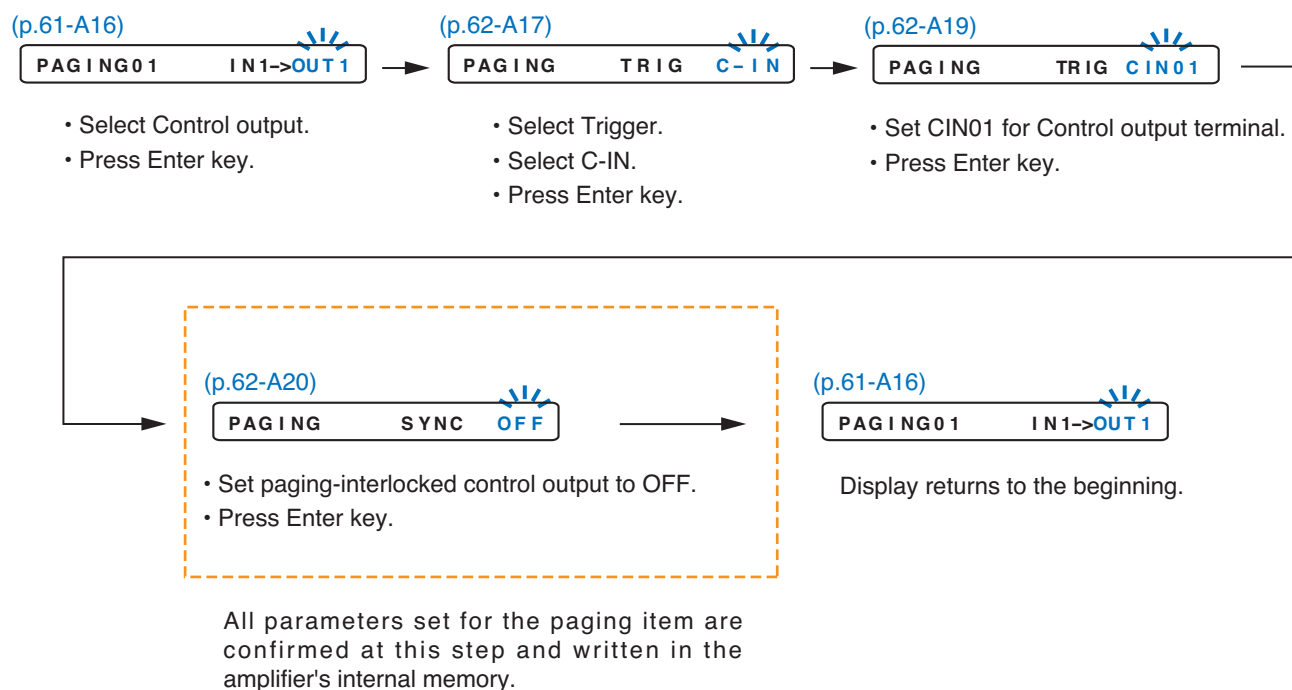 (p.61-A16)
PAGING01 IN1->OUT1
• Select Control output.
• Press Enter key.
(p.62-A17)
PAGING TRIG C-IN
• Select Trigger.
• Select C-IN.
• Press Enter key.
(p.62-A19)
PAGING TRIG CIN01
• Set CIN01 for Control output terminal.
• Press Enter key.
(p.62-A20)
PAGING SYNC OFF
• Set paging-interlocked control output to OFF.
• Press Enter key.
All parameters set for the paging item are
confirmed at this step and written in the
amplifier's internal memory.
(p.61-A16)
PAGING01 IN1->OUT1
Display returns to the beginning.